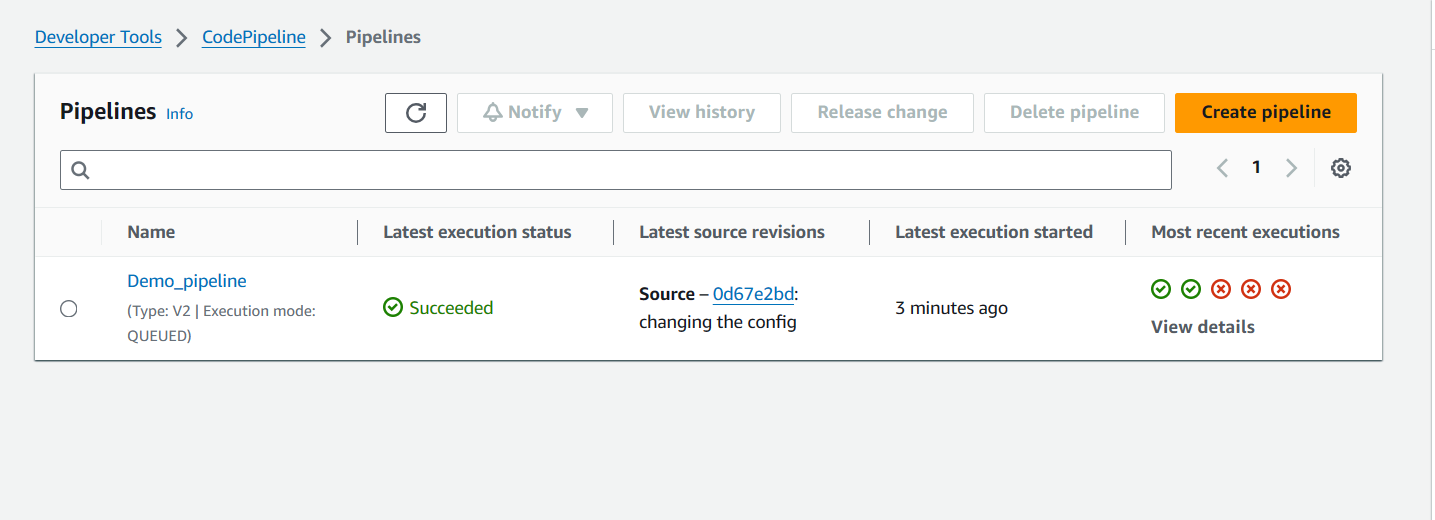 Developer Tools > CodePipeline > Pipelines
Pipelines Info
Notify
View history
Release change
Delete pipeline
Create pipeline
1
Name
Latest execution status
Latest source revisions
Latest execution started
Most recent executions
Demo_pipeline
(Type: V2 | Execution mode:
QUEUED)
Succeeded
Source – 0d67e2bd:
changing the config
3 minutes ago
View details